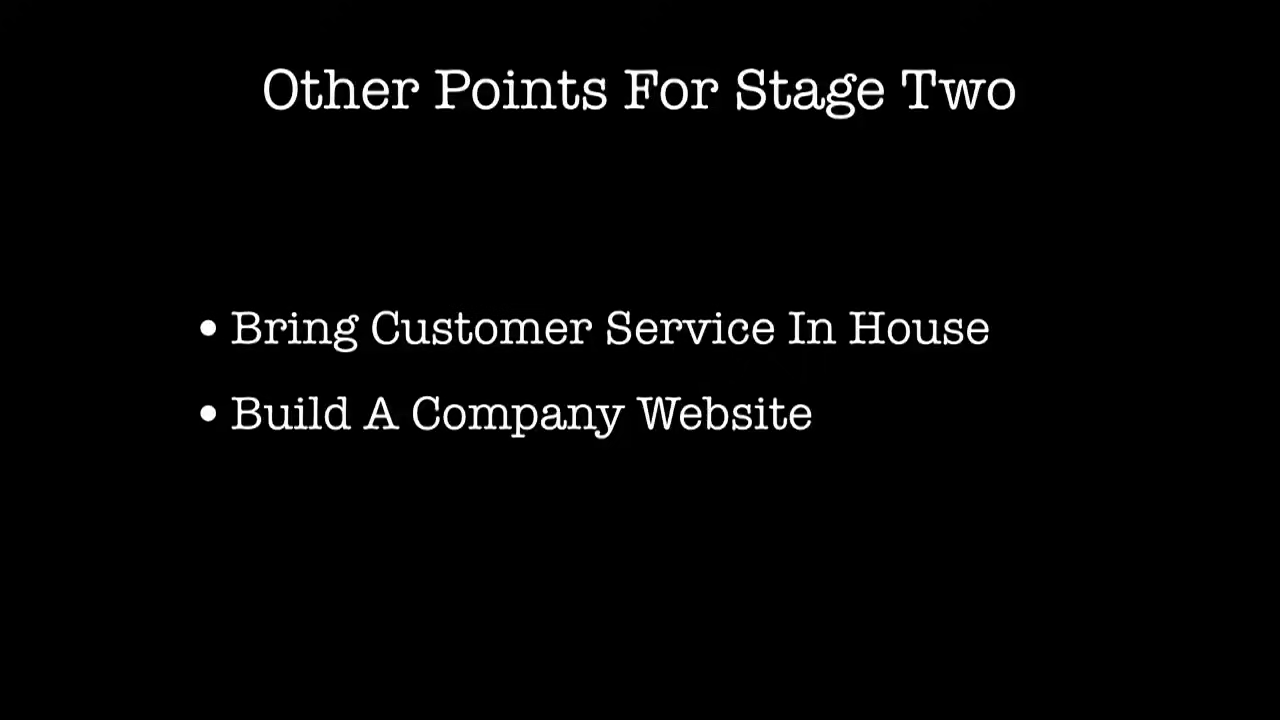 Other Points For Stage Two
• Bring Customer Service In House
• Build A Company Website